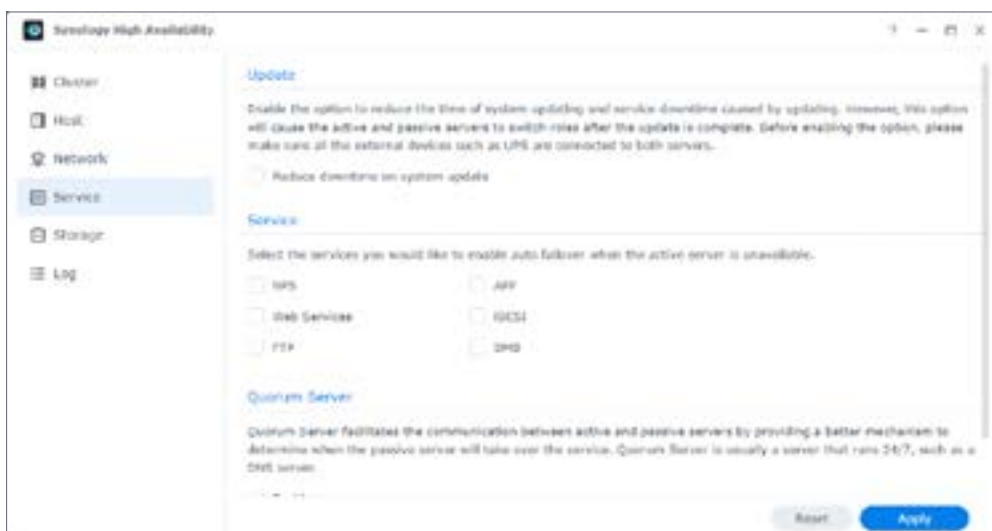 Synology High Availability
Cluster
Host
Network
Service
Storage
Log
Update
Enable the option to reduce the time of system updating and service downtime caused by updating. However, this option
will cause the active and passive servers to switch roles after the update is complete. Before enabling the option, please
make sure all the external devices such as UPS are connected to both servers.
Reduce downtime on system update
Service
Select the services you would like to enable auto failover when the active server is unavailable.
NFS
AFP
Web Services
iSCSI
FTP
SMB
Quorum Server
Quorum Server facilitates the communication between active and passive servers by providing a better mechanism to
determine when the passive server will take over the service. Quorum Server is usually a server that runs 24/7, such as a
DNS server.
Reset
Apply